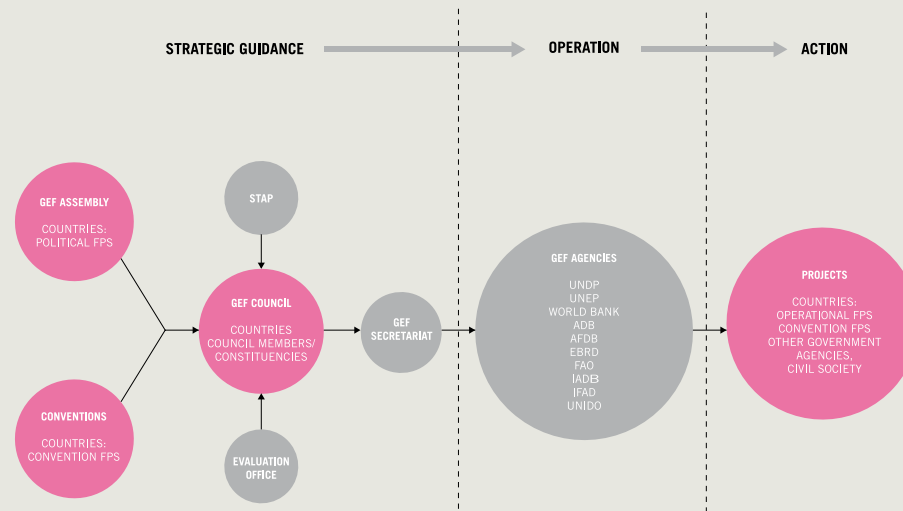 STRATEGIC GUIDANCE
OPERATION
ACTION
GEF ASSEMBLY
COUNTRIES:
POLITICAL FPS
CONVENTIONS
COUNTRIES:
CONVENTION FPS
STAP
GEF COUNCIL
COUNTRIES
COUNCIL MEMBERS/
CONSTITUENCIES
EVALUATION
OFFICE
GEF
SECRETARIAT
GEF AGENCIES
UNDP
UNEP
WORLD BANK
ADB
AFDB
EBRD
FAO
IADB
IFAD
UNIDO
PROJECTS
COUNTRIES:
OPERATIONAL FPS
CONVENTION FPS
OTHER GOVERNMENT
AGENCIES,
CIVIL SOCIETY